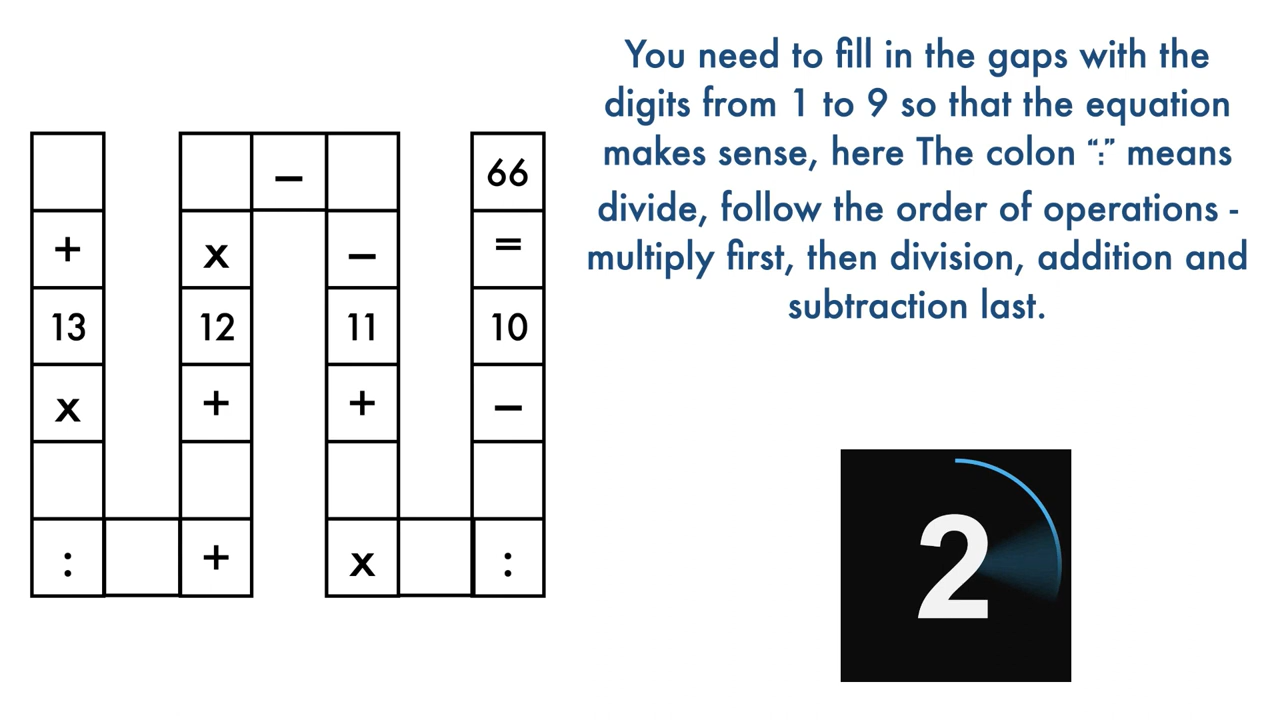 You need to fill in the gaps with the
digits from 1 to 9 so that the equation
makes sense, here The colon “:” means
divide, follow the order of operations -
multiply first, then division, addition and
subtraction last.
– 66
+ x – =
13 12 11 10
x + + –
: + x :
2